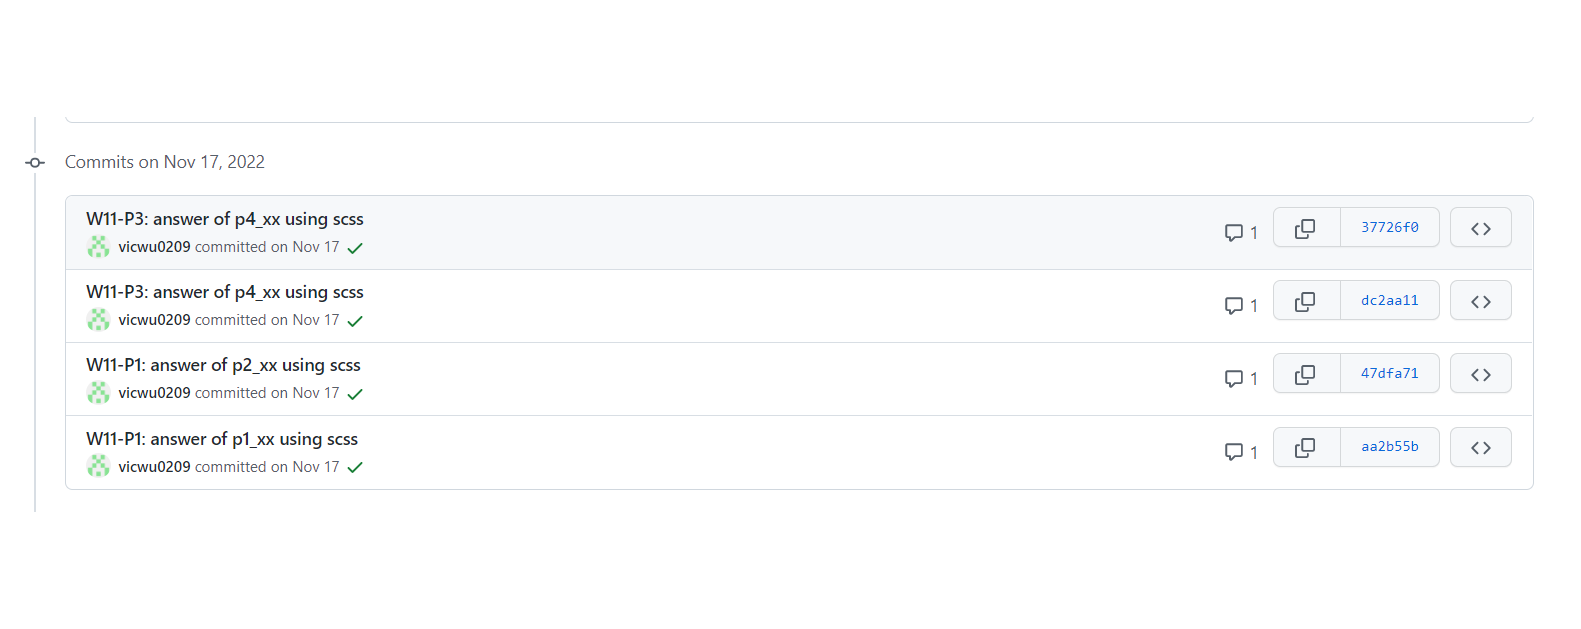 Commits on Nov 17, 2022
W11-P3: answer of p4_xx using scss
vicwu0209 committed on Nov 17
1
37726f0
W11-P3: answer of p4_xx using scss
vicwu0209 committed on Nov 17
1
dc2aa11
W11-P1: answer of p2_xx using scss
vicwu0209 committed on Nov 17
1
47dfa71
W11-P1: answer of p1_xx using scss
vicwu0209 committed on Nov 17
1
aa2b55b